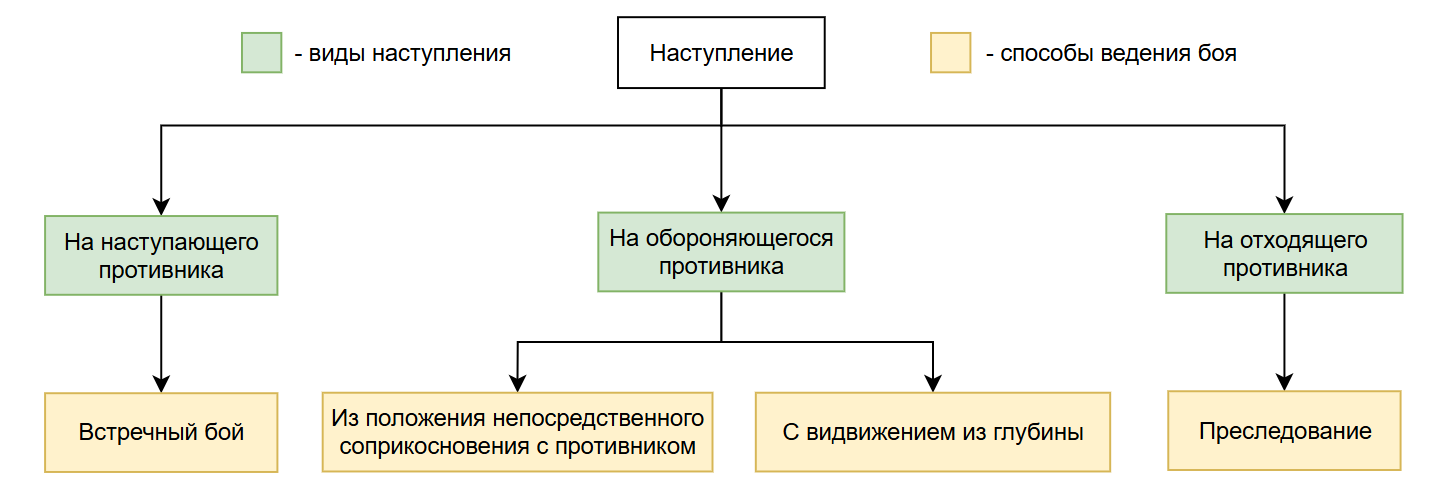 - виды наступления
Наступление
- способы ведения боя
На наступающего
противника
На обороняющегося
противника
На отходящего
противника
Встречный бой
Из положения непосредственного
соприкосновения с противником
С видвижением из глубины
Преследование